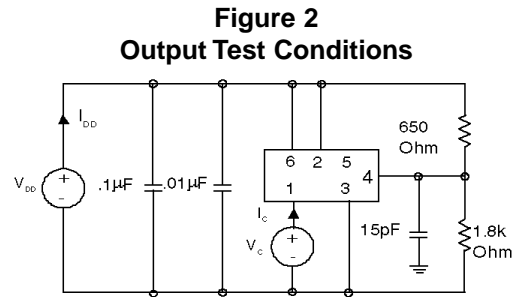 Figure 2
Output Test Conditions
I_DD
V_DD
+
-
.1µF
.01µF
6 2 5
1 3
4
I_C
V_C
+
-
15pF
650
Ohm
1.8k
Ohm